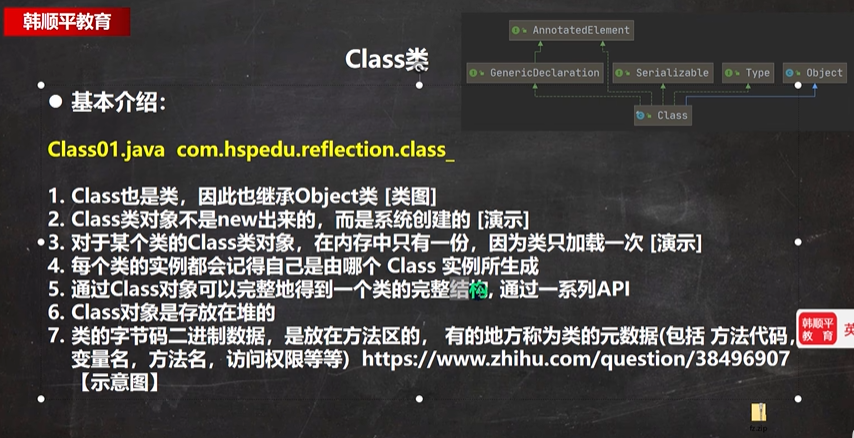 韩顺平教育
AnnotatedElement
Class类
GenericDeclaration
Serializable
Type
Object
Class
● 基本介绍：
Class01.java com.hspedu.reflection.class_
1. Class也是类，因此也继承Object类 [类图]
2. Class类对象不是new出来的，而是系统创建的 [演示]
3. 对于某个类的Class类对象，在内存中只有一份，因为类只加载一次 [演示]
4. 每个类的实例都会记得自己是由哪个 Class 实例所生成
5. 通过Class对象可以完整地得到一个类的完整结构, 通过一系列API
6. Class对象是存放在堆的
7. 类的字节码二进制数据，是放在方法区的， 有的地方称为类的元数据(包括 方法代码，
变量名，方法名，访问权限等等) https://www.zhihu.com/question/38496907
【示意图】
韩顺平
教 育
英